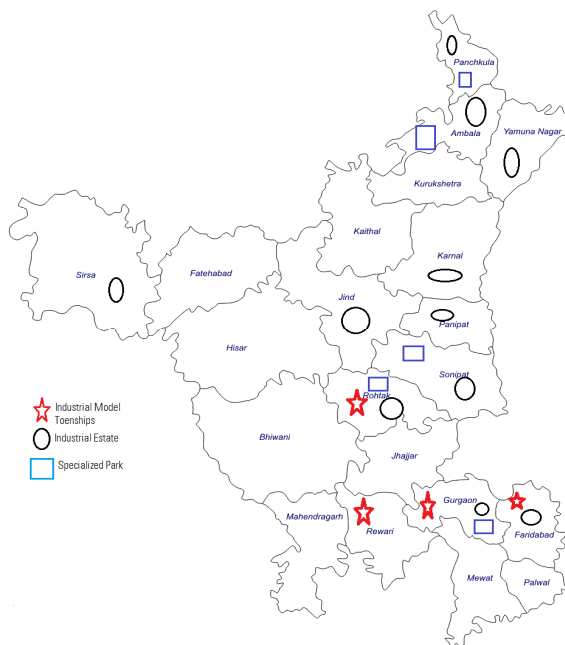 Panchkula
Ambala
Yamuna Nagar
Kurukshetra
Kaithal
Karnal
Sirsa
Fatehabad
Jind
Panipat
Hisar
Sonipat
Rohtak
Industrial Model
Toenships
Industrial Estate
Specialized Park
Bhiwani
Jhajjar
Gurgaon
Mahendragarh
Rewari
Faridabad
Mewat
Palwal